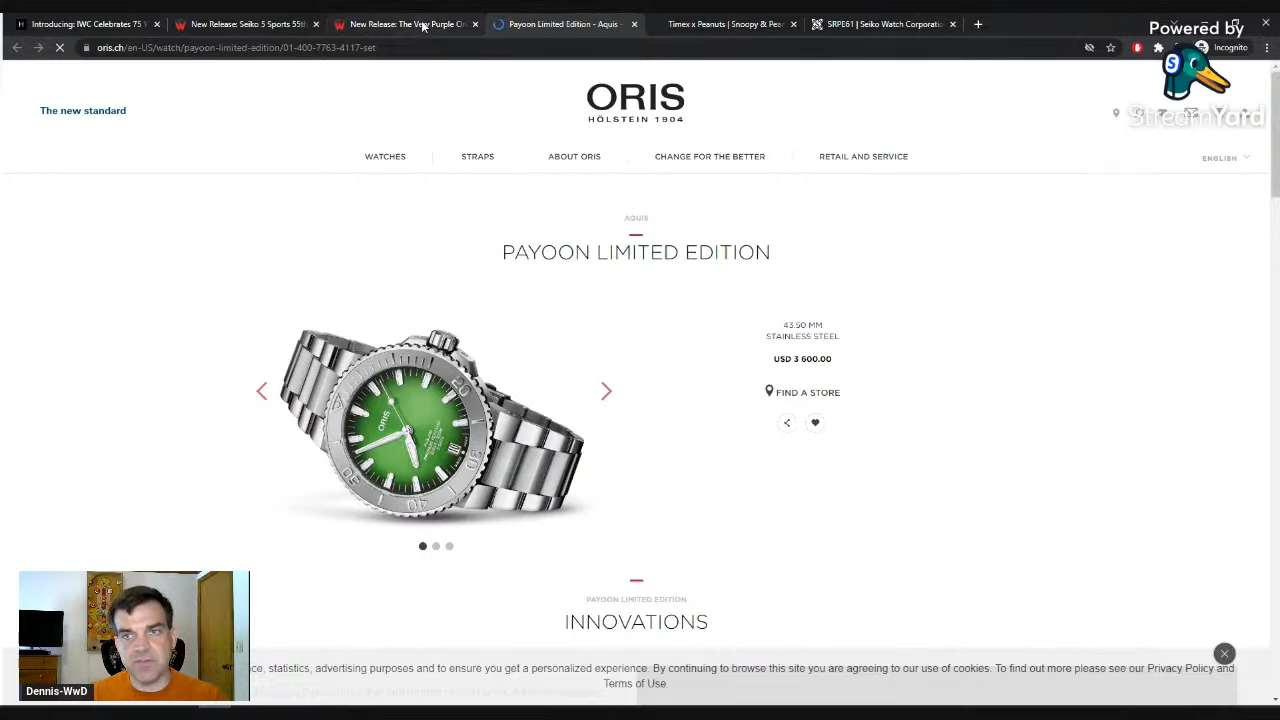 Introducing: IWC Celebrates 75 Y
New Release: Seiko 5 Sports 55th
New Release: The Very Purple Ori
Payoon Limited Edition - Aquis -
Timex x Peanuts | Snoopy & Pea
SRPE61 | Seiko Watch Corporatio
Powered by
oris.ch/en-US/watch/payoon-limited-edition/01-400-7763-4117-set
Incognito
S
StreamYard
The new standard
ORIS
HÖLSTEIN 1904
WATCHES
STRAPS
ABOUT ORIS
CHANGE FOR THE BETTER
RETAIL AND SERVICE
ENGLISH
AQUIS
PAYOON LIMITED EDITION
43.50 MM
STAINLESS STEEL
USD 3 600.00
FIND A STORE
ORIS
20
30
40
50
PAYOON LIMITED EDITION
INNOVATIONS
ce, statistics, advertising purposes and to ensure you get a personalized experience. By continuing to browse this site you are agreeing to our use of cookies. To find out more please see our Privacy Policy and
Terms of Use.
Dennis-WwD